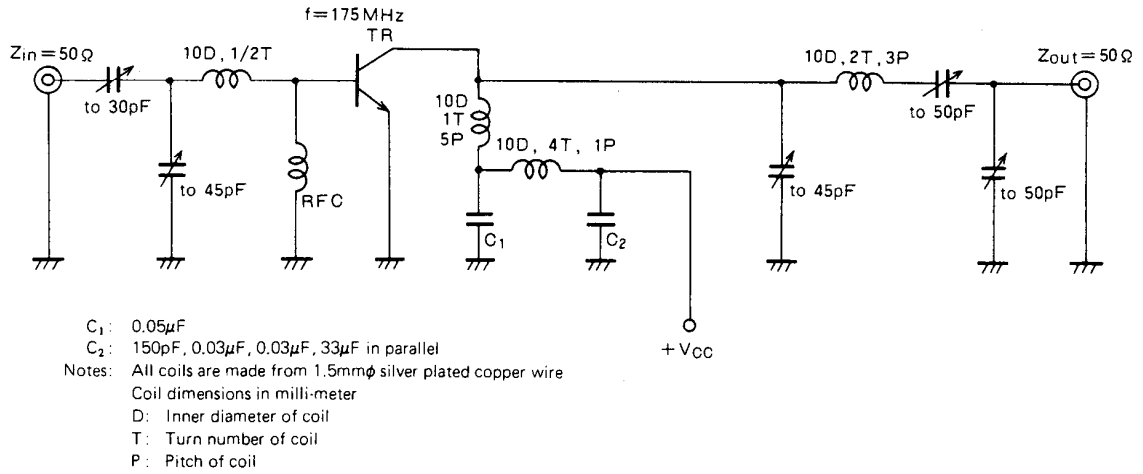 f=175MHz
TR
Zin=50Ω
10D, 1/2T
to 30pF
to 45pF
RFC
10D
1T
5P
10D, 4T, 1P
C₁
C₂
+VCC
10D, 2T, 3P
Zout=50Ω
to 50pF
to 45pF
to 50pF
C₁: 0.05μF
C₂: 150pF, 0.03μF, 0.03μF, 33μF in parallel
Notes: All coils are made from 1.5mmφ silver plated copper wire
Coil dimensions in milli-meter
D: Inner diameter of coil
T: Turn number of coil
P: Pitch of coil